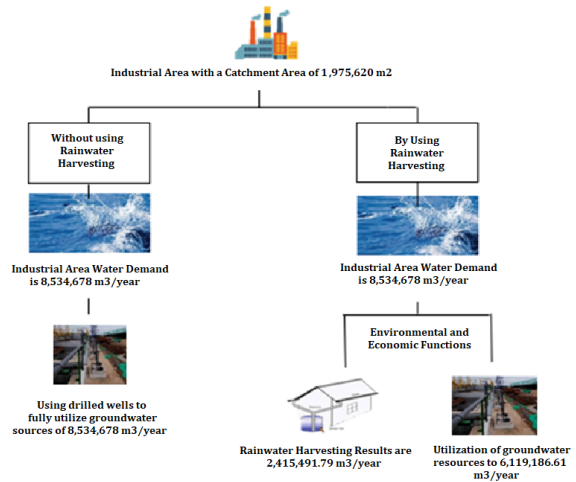 Industrial Area with a Catchment Area of 1,975,620 m2
Without using
Rainwater
Harvesting
By Using
Rainwater
Harvesting
Industrial Area Water Demand
is 8,534,678 m3/year
Industrial Area Water Demand
is 8,534,678 m3/year
Environmental and
Economic Functions
Using drilled wells to
fully utilize groundwater
sources of 8,534,678 m3/year
Rainwater Harvesting Results are
2,415,491.79 m3/year
Utilization of groundwater
resources to 6,119,186.61
m3/year